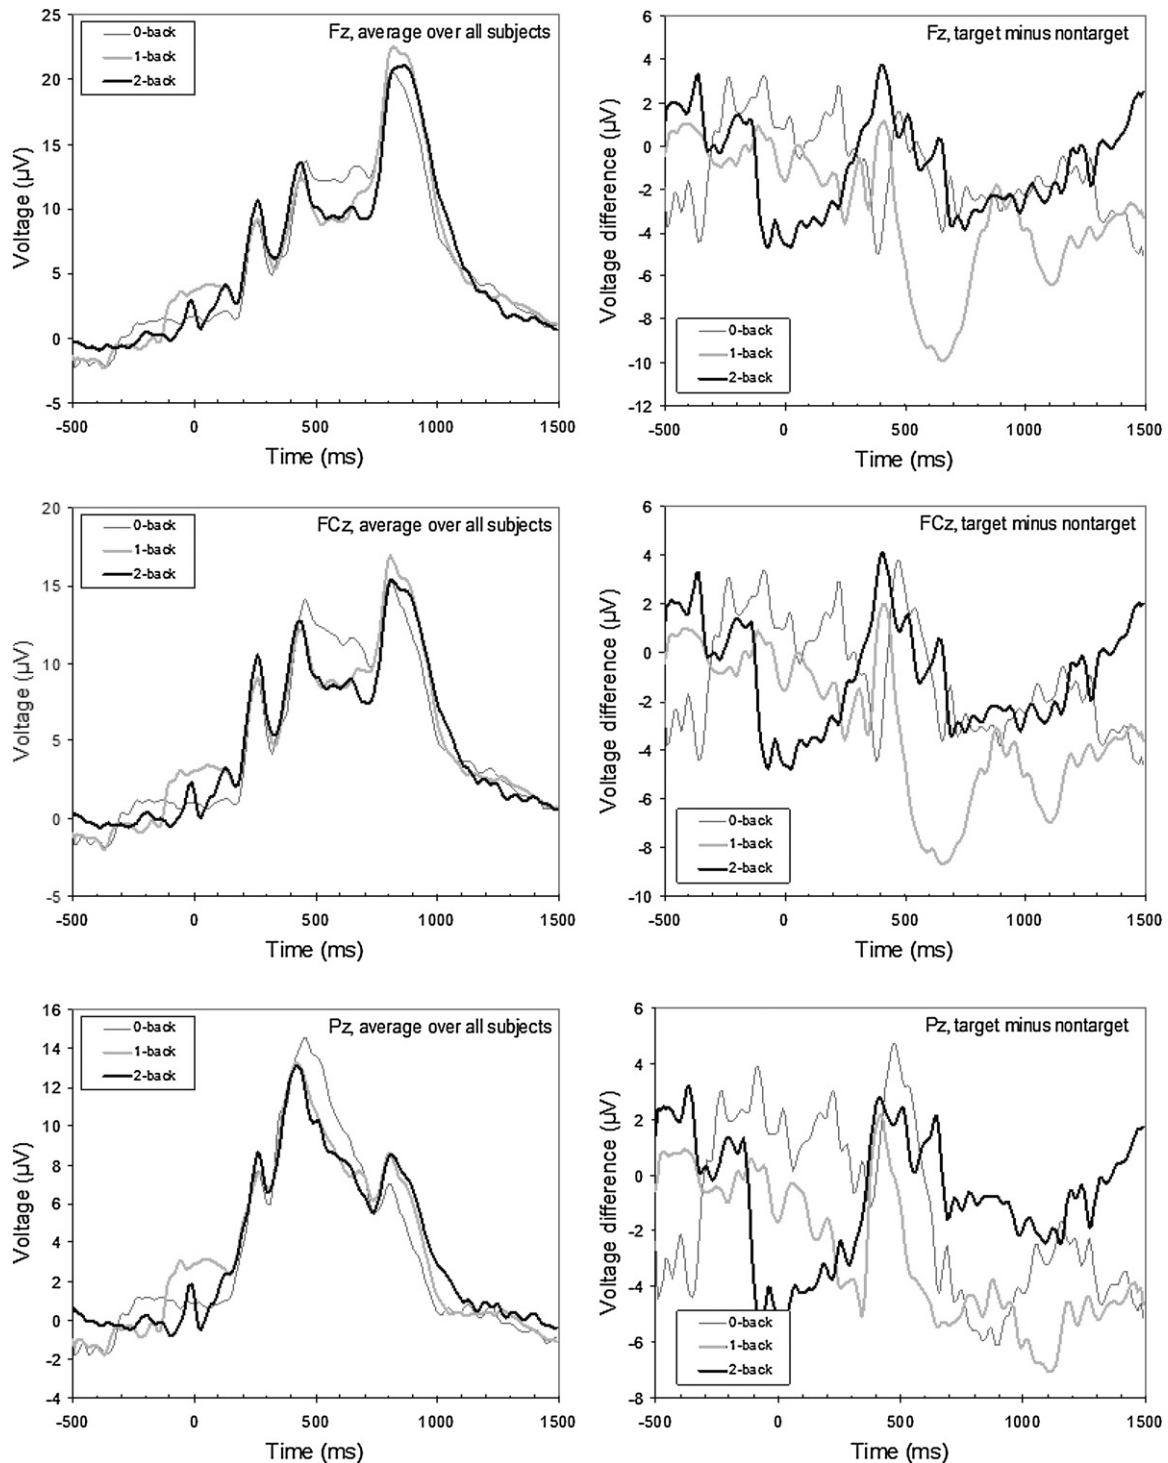 Fz, average over all subjects
0-back
1-back
2-back
25
20
15
10
5
0
-5
Voltage (µV)
-500 0 500 1000 1500
Time (ms)
Fz, target minus nontarget
6
4
2
0
-2
-4
-6
-8
-10
-12
Voltage difference (µV)
0-back
1-back
2-back
-500 0 500 1000 1500
Time (ms)
FCz, average over all subjects
0-back
1-back
2-back
20
15
10
5
0
-5
Voltage (µV)
-500 0 500 1000 1500
Time (ms)
FCz, target minus nontarget
6
4
2
0
-2
-4
-6
-8
-10
Voltage difference (µV)
0-back
1-back
2-back
-500 0 500 1000 1500
Time (ms)
Pz, average over all subjects
0-back
1-back
2-back
16
14
12
10
8
6
4
2
0
-2
-4
Voltage (µV)
-500 0 500 1000 1500
Time (ms)
Pz, target minus nontarget
6
4
2
0
-2
-4
-6
-8
Voltage difference (µV)
0-back
1-back
2-back
-500 0 500 1000 1500
Time (ms)